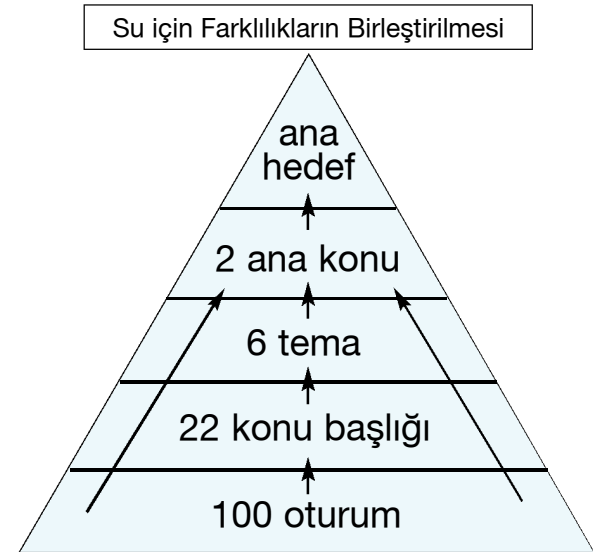 Su için Farklılıkların Birleştirilmesi
ana
hedef
2 ana konu
6 tema
22 konu başlığı
100 oturum